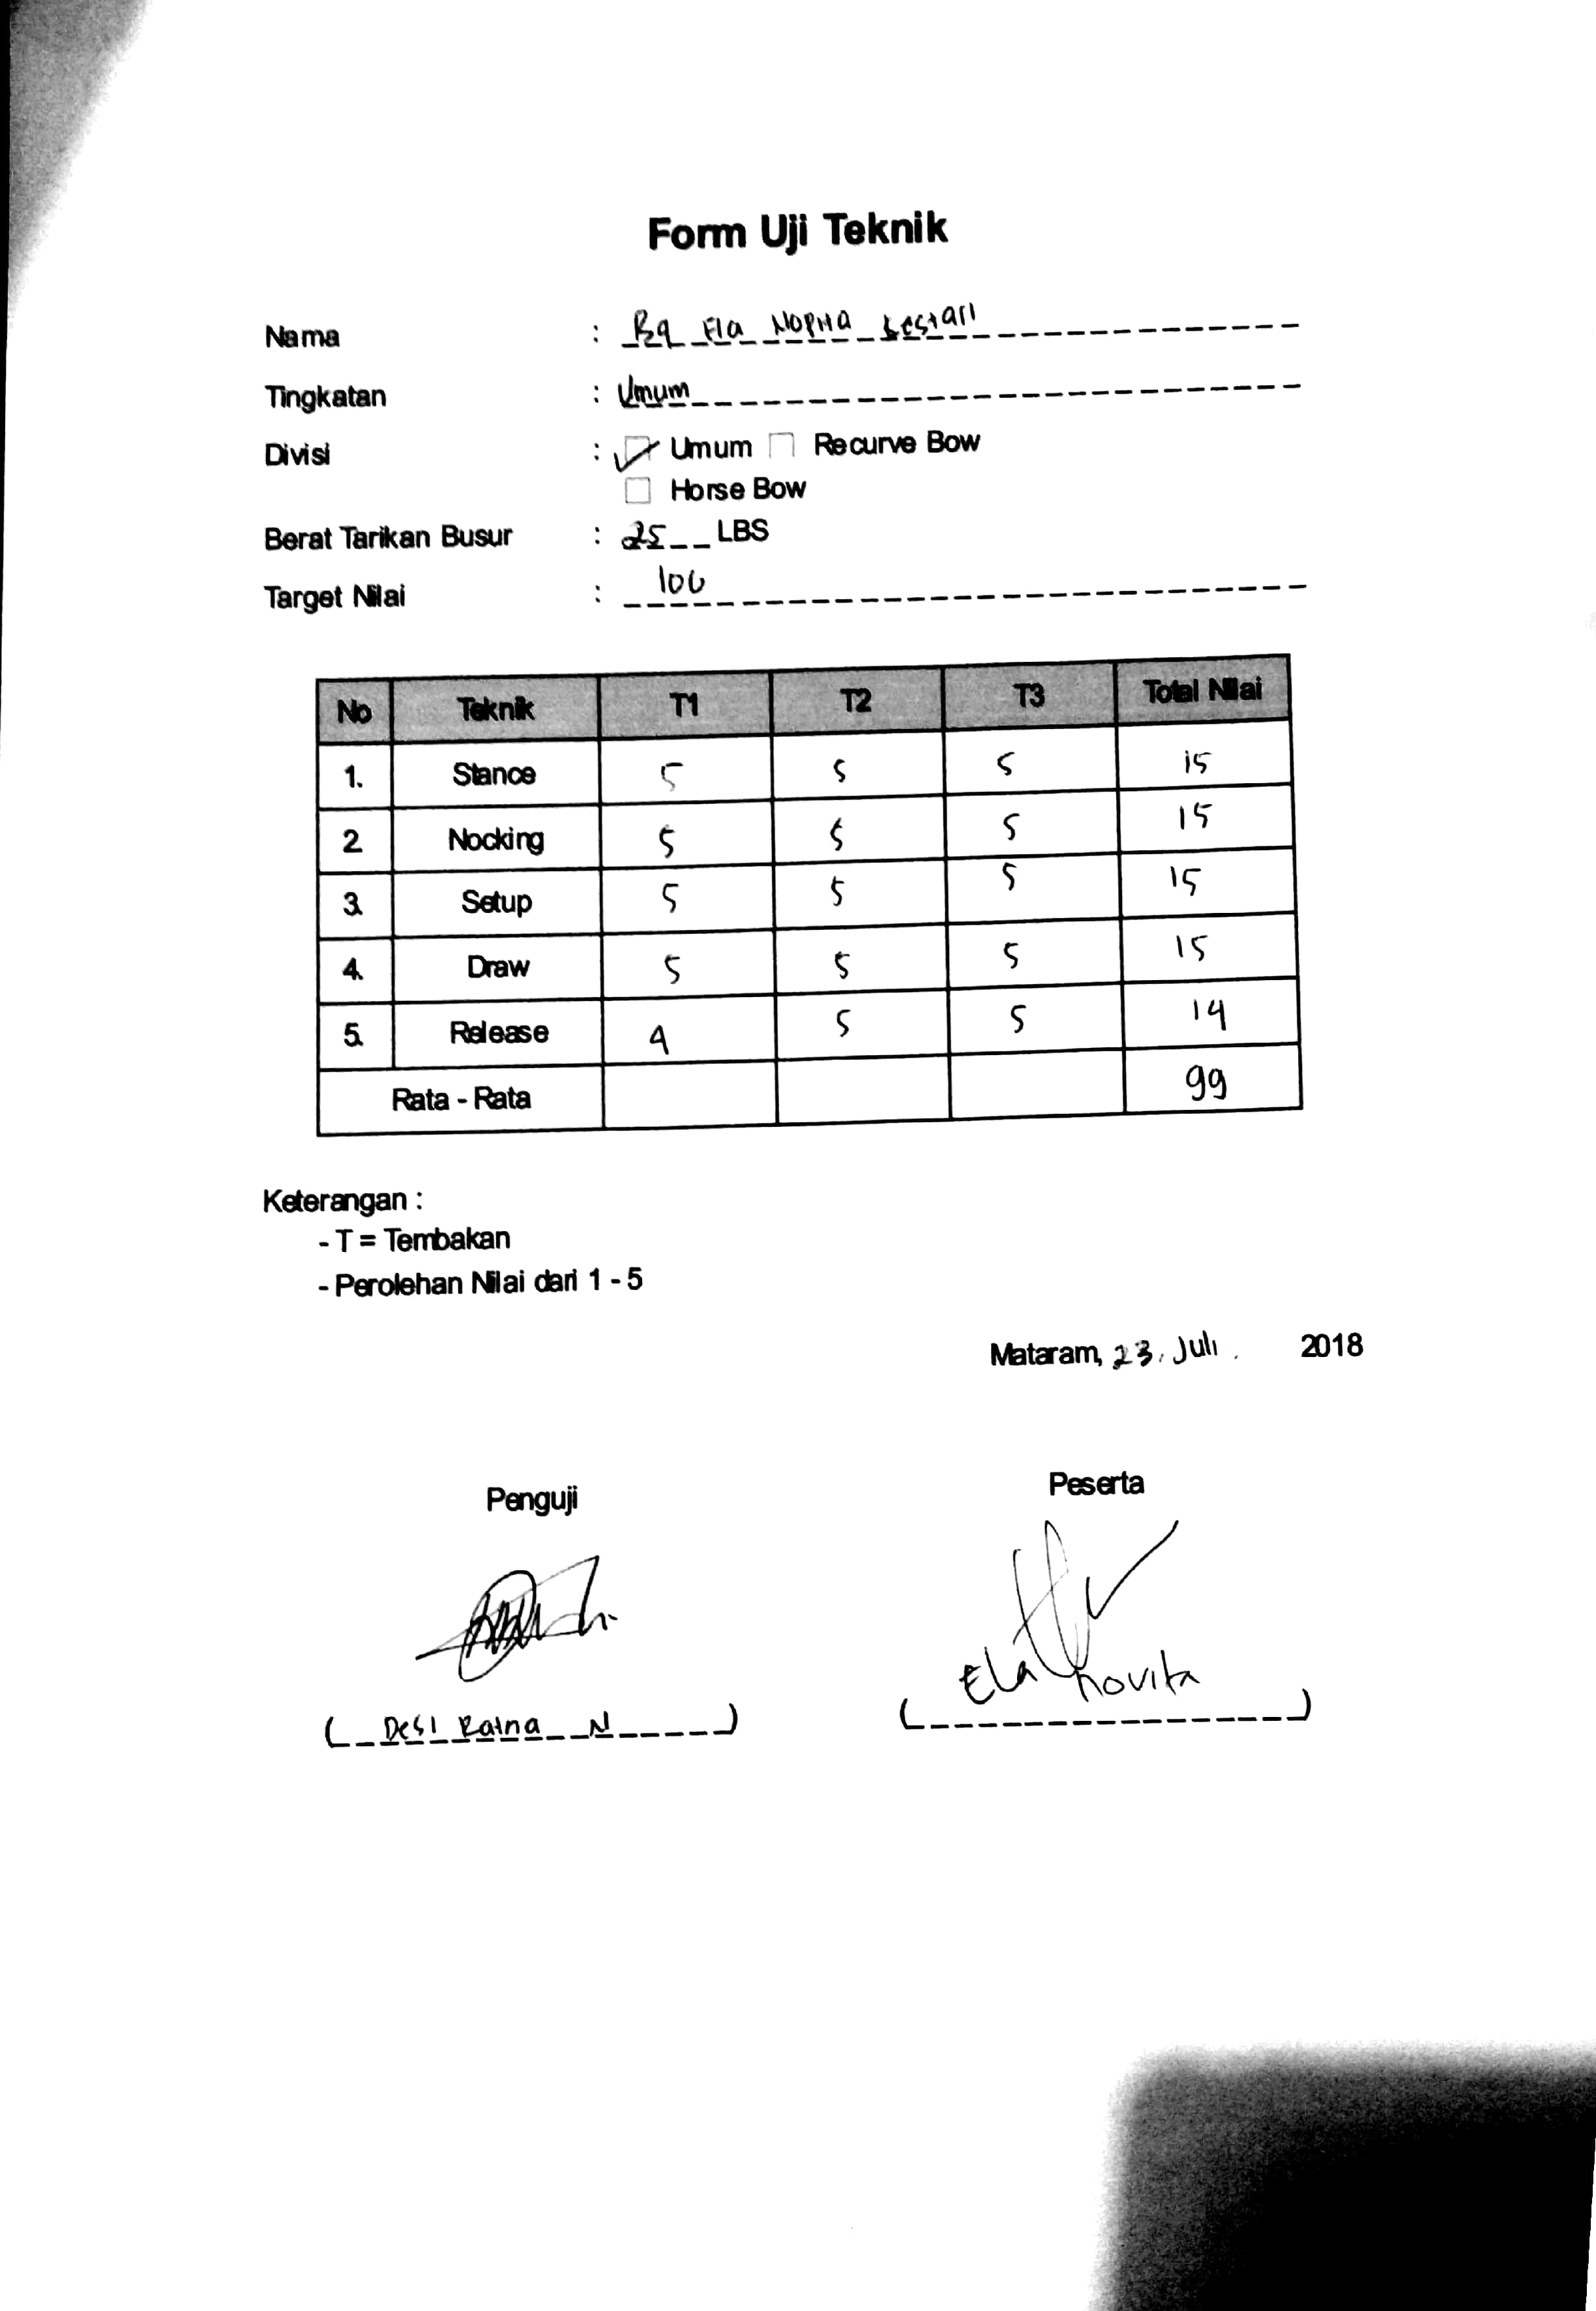 Form Uji Teknik
Nama : Bq Ela Nopita Lestari
Tingkatan : Umum
Divisi : Umum Recurve Bow
Horse Bow
Berat Tarikan Busur : 25 LBS
Target Nilai : 100
No Teknik T1 T2 T3 Total Nilai
1. Stance 5 5 5 15
2 Nocking 5 5 5 15
3. Setup 5 5 5 15
4. Draw 5 5 5 15
5. Release 4 5 5 14
Rata - Rata 99
Keterangan :
- T = Tembakan
- Perolehan Nilai dari 1 - 5
Mataram, 23, Juli . 2018
Penguji Peserta
Ela Novita
( Desi Ratna N ) ( )